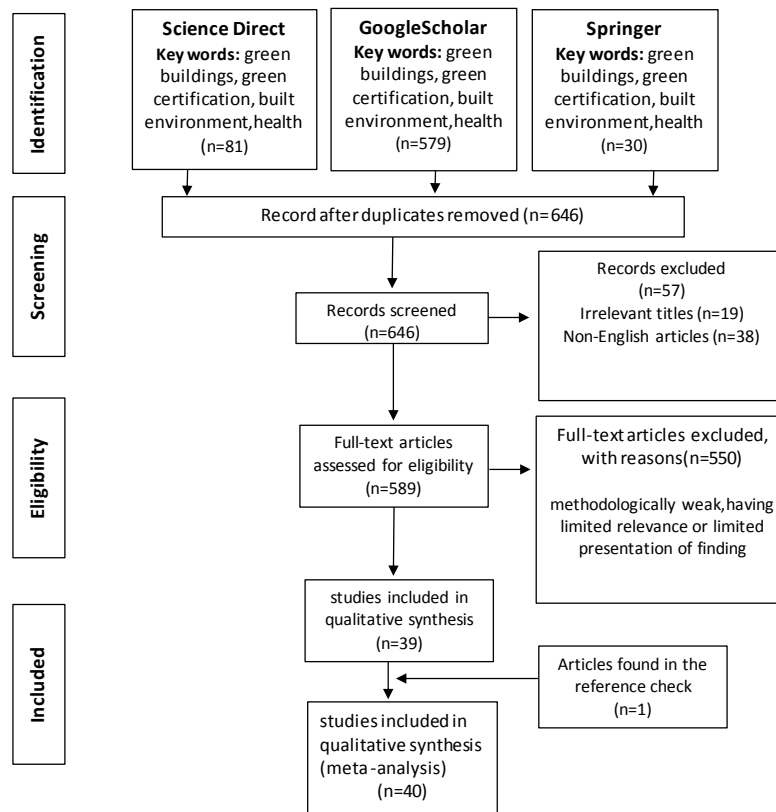 Identification
Science Direct
Key words: green
buildings, green
certification, built
environment,health
(n=81)
GoogleScholar
Key words: green
buildings, green
certification, built
environment,health
(n=579)
Springer
Key words: green
buildings, green
certification, built
environment,health
(n=30)
Record after duplicates removed (n=646)
Screening
Records screened
(n=646)
Records excluded
(n=57)
Irrelevant titles (n=19)
Non-English articles (n=38)
Eligibility
Full-text articles
assessed for eligibility
(n=589)
Full-text articles excluded,
with reasons(n=550)
methodologically weak,having
limited relevance or limited
presentation of finding
Included
studies included in
qualitative synthesis
(n=39)
Articles found in the
reference check
(n=1)
studies included in
qualitative synthesis
(meta-analysis)
(n=40)